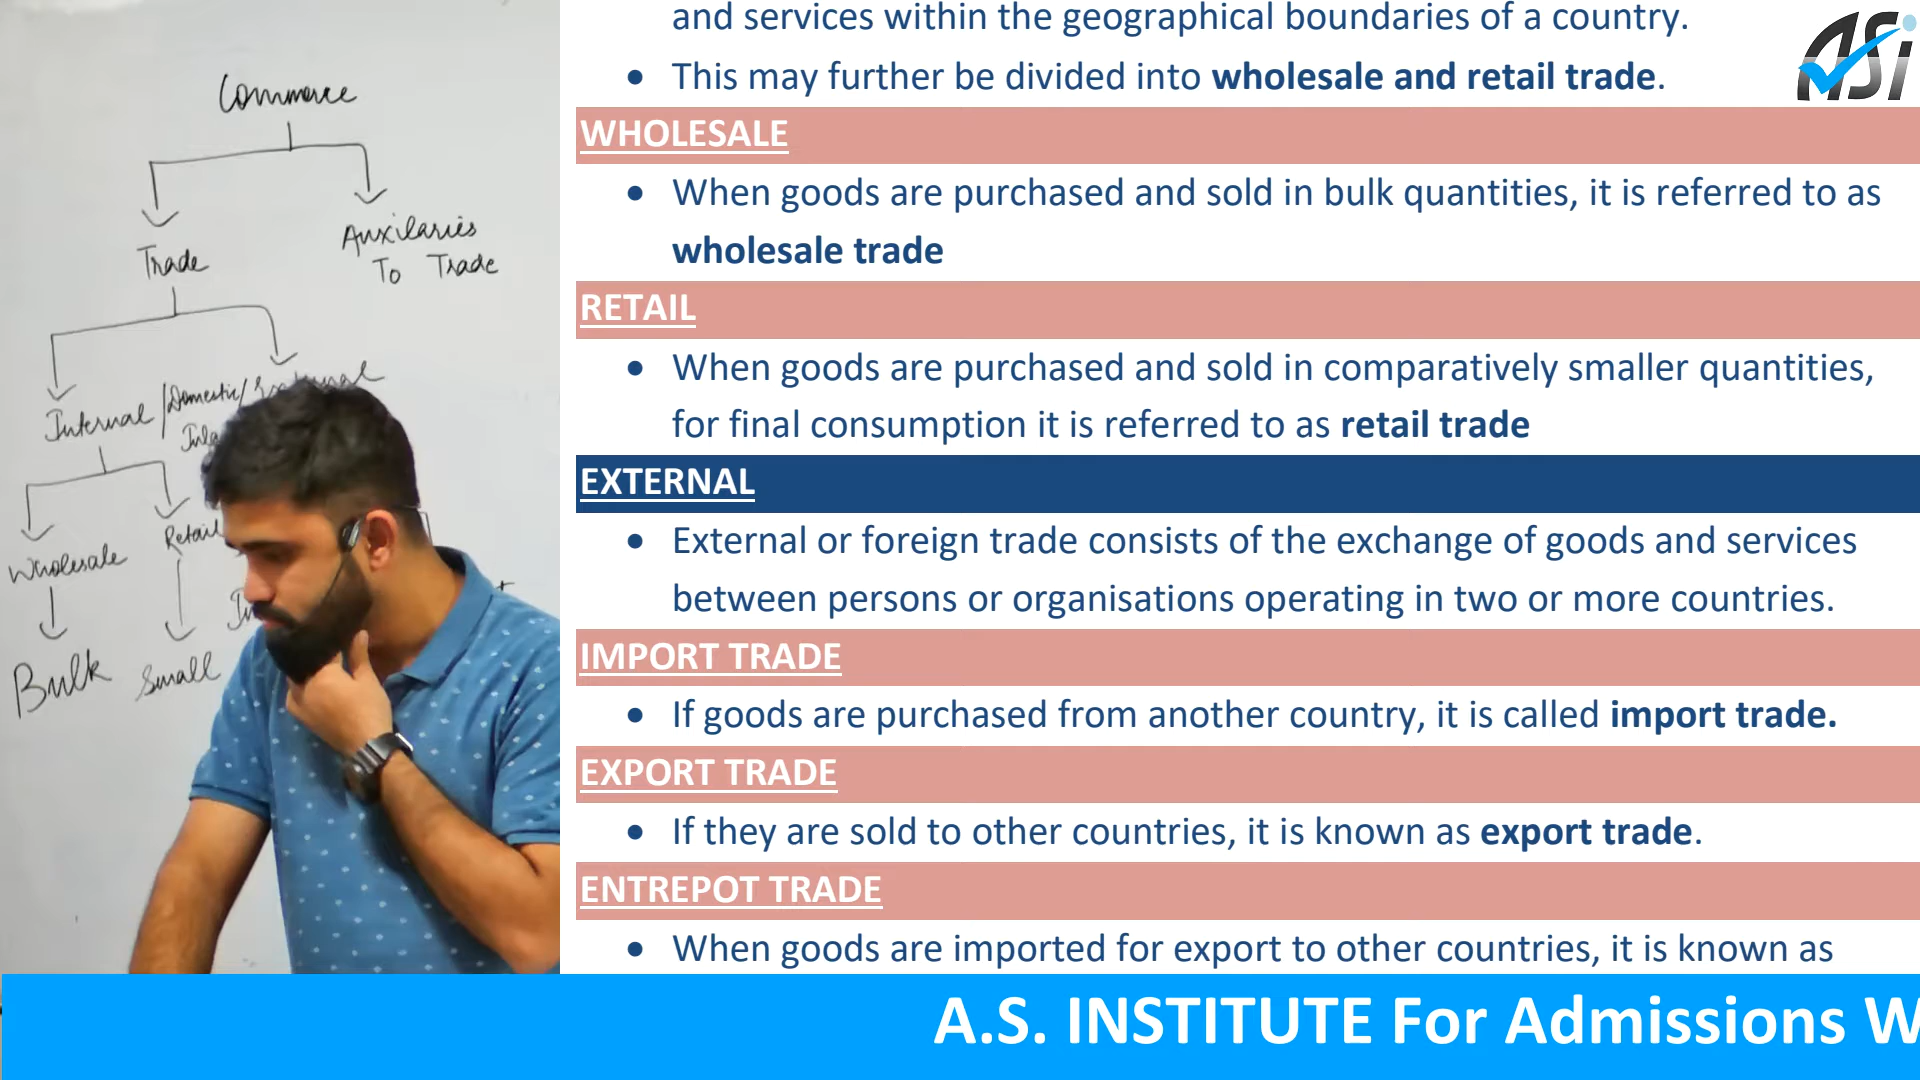 Commerce
Trade
Auxilaries
To Trade
Internal / Domestic /
Wholesale
Retail
Bulk
Small
and services within the geographical boundaries of a country.
• This may further be divided into wholesale and retail trade.
ASi
WHOLESALE
• When goods are purchased and sold in bulk quantities, it is referred to as
wholesale trade
RETAIL
• When goods are purchased and sold in comparatively smaller quantities,
for final consumption it is referred to as retail trade
EXTERNAL
• External or foreign trade consists of the exchange of goods and services
between persons or organisations operating in two or more countries.
IMPORT TRADE
• If goods are purchased from another country, it is called import trade.
EXPORT TRADE
• If they are sold to other countries, it is known as export trade.
ENTREPOT TRADE
• When goods are imported for export to other countries, it is known as
A.S. INSTITUTE For Admissions W